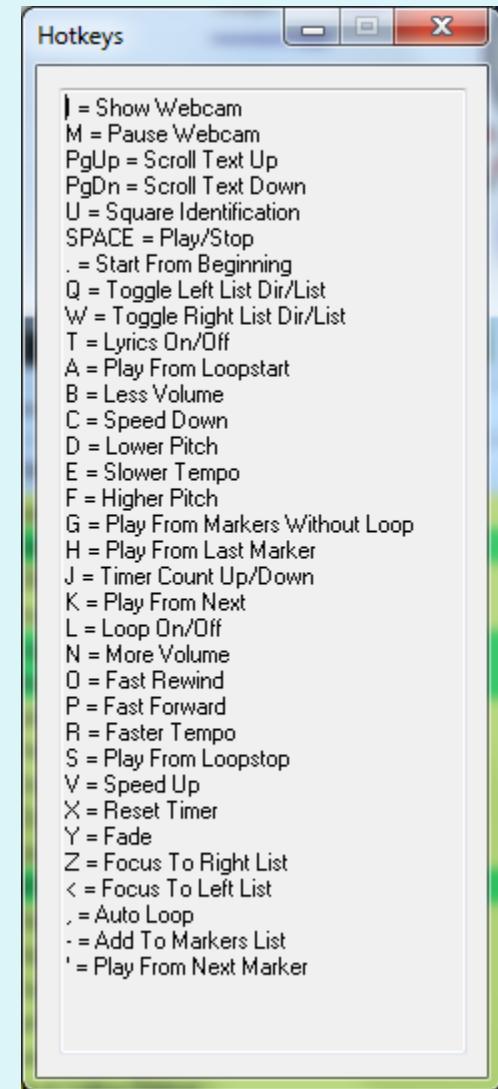 Hotkeys
I = Show Webcam
M = Pause Webcam
PgUp = Scroll Text Up
PgDn = Scroll Text Down
U = Square Identification
SPACE = Play/Stop
. = Start From Beginning
Q = Toggle Left List Dir/List
W = Toggle Right List Dir/List
T = Lyrics On/Off
A = Play From Loopstart
B = Less Volume
C = Speed Down
D = Lower Pitch
E = Slower Tempo
F = Higher Pitch
G = Play From Markers Without Loop
H = Play From Last Marker
J = Timer Count Up/Down
K = Play From Next
L = Loop On/Off
N = More Volume
O = Fast Rewind
P = Fast Forward
R = Faster Tempo
S = Play From Loopstop
V = Speed Up
X = Reset Timer
Y = Fade
Z = Focus To Right List
< = Focus To Left List
, = Auto Loop
- = Add To Markers List
' = Play From Next Marker